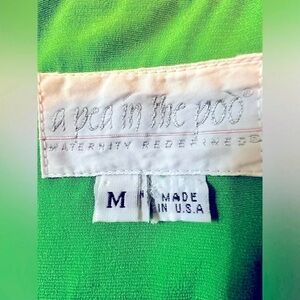 a pea in the pod®
MATERNITY REDEFINED®
M
MADE
IN U.S.A